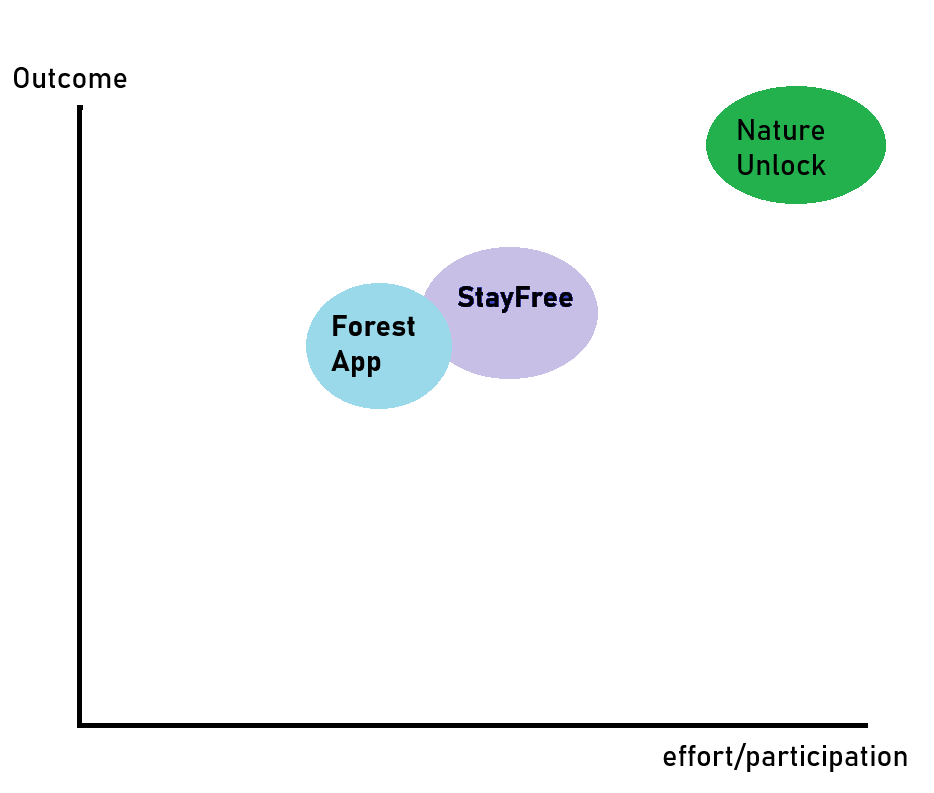 Outcome
Nature
Unlock
StayFree
Forest
App
effort/participation